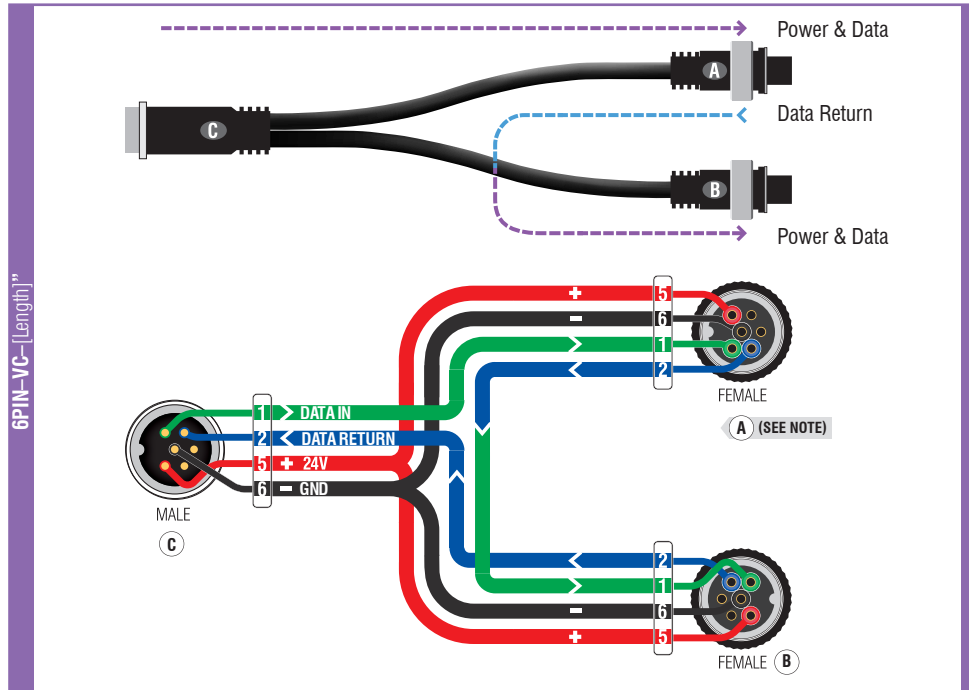 Power & Data
A
Data Return
C
B
Power & Data
6PIN–VC–[Length]”
+ 5
– 6
1
2
FEMALE
A (SEE NOTE)
1 DATA IN
2 DATA RETURN
5 + 24V
6 – GND
MALE
C
2
1
– 6
+ 5
FEMALE B